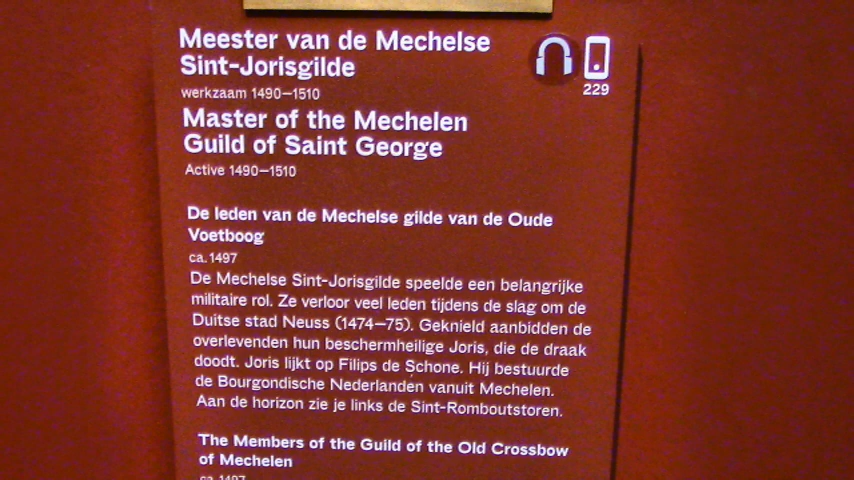 Meester van de Mechelse
Sint-Jorisgilde
werkzaam 1490—1510
229
Master of the Mechelen
Guild of Saint George
Active 1490—1510
De leden van de Mechelse gilde van de Oude
Voetboog
ca. 1497
De Mechelse Sint-Jorisgilde speelde een belangrijke
militaire rol. Ze verloor veel leden tijdens de slag om de
Duitse stad Neuss (1474—75). Geknield aanbidden de
overlevenden hun beschermheilige Joris, die de draak
doodt. Joris lijkt op Filips de Schone. Hij bestuurde
de Bourgondische Nederlanden vanuit Mechelen.
Aan de horizon zie je links de Sint-Romboutstoren.
The Members of the Guild of the Old Crossbow
of Mechelen
ca. 1497